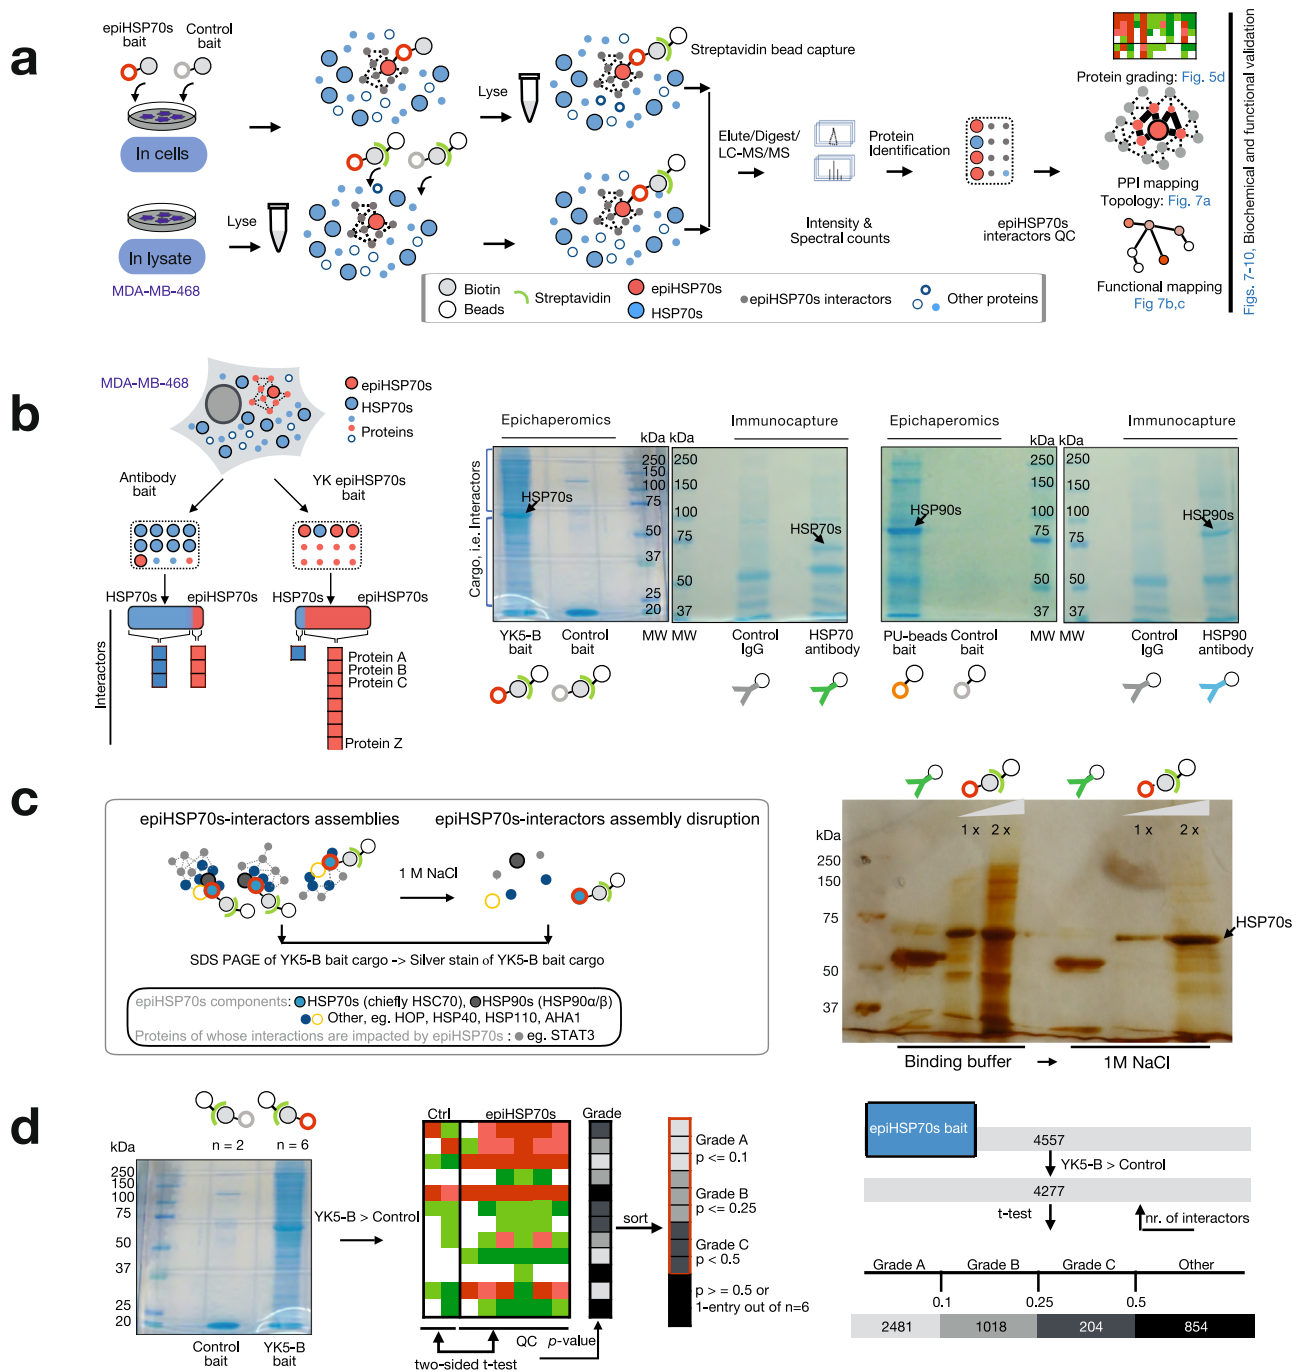 a
epiHSP70s
bait
Control
bait
In cells
In lysate
MDA-MB-468
Lyse
Lyse
Streptavidin bead capture
Elute/Digest/
LC-MS/MS
Protein
Identification
Intensity &
Spectral counts
epiHSP70s
interactors QC
Protein grading: Fig. 5d
PPI mapping
Topology: Fig. 7a
Functional mapping
Fig 7b,c
Figs. 7-10, Biochemical and functional validation
Biotin
Beads
Streptavidin
epiHSP70s
HSP70s
epiHSP70s interactors
Other proteins
b
MDA-MB-468
epiHSP70s
HSP70s
Proteins
Antibody
bait
YK epiHSP70s
bait
HSP70s
epiHSP70s
HSP70s
epiHSP70s
Interactors
Protein A
Protein B
Protein C
Protein Z
Epichaperomics
Immunocapture
Epichaperomics
Immunocapture
Cargo, i.e. Interactors
kDa
250
150
100
75
50
37
25
20
MW
kDa
250
150
100
75
50
37
MW
kDa
250
150
100
75
50
37
MW
kDa
250
150
100
75
50
37
MW
HSP70s
HSP70s
HSP90s
HSP90s
YK5-B
bait
Control
bait
Control
IgG
HSP70
antibody
PU-beads
bait
Control
bait
Control
IgG
HSP90
antibody
c
epiHSP70s-interactors assemblies
epiHSP70s-interactors assembly disruption
1 M NaCl
SDS PAGE of YK5-B bait cargo -> Silver stain of YK5-B bait cargo
epiHSP70s components: HSP70s (chiefly HSC70), HSP90s (HSP90α/β)
Other, eg. HOP, HSP40, HSP110, AHA1
Proteins of whose interactions are impacted by epiHSP70s : eg. STAT3
kDa
250
150
75
50
37
1 x
2 x
1 x
2 x
HSP70s
Binding buffer
1M NaCl
d
kDa
250
150
100
75
50
37
25
20
n = 2
n = 6
Control
bait
YK5-B
bait
YK5-B > Control
Ctrl
epiHSP70s
Grade
QC
p-value
two-sided t-test
sort
Grade A
p <= 0.1
Grade B
p <= 0.25
Grade C
p < 0.5
p > = 0.5 or
1-entry out of n=6
epiHSP70s bait
4557
YK5-B > Control
4277
t-test
nr. of interactors
Grade A
Grade B
Grade C
Other
0.1
0.25
0.5
2481
1018
204
854